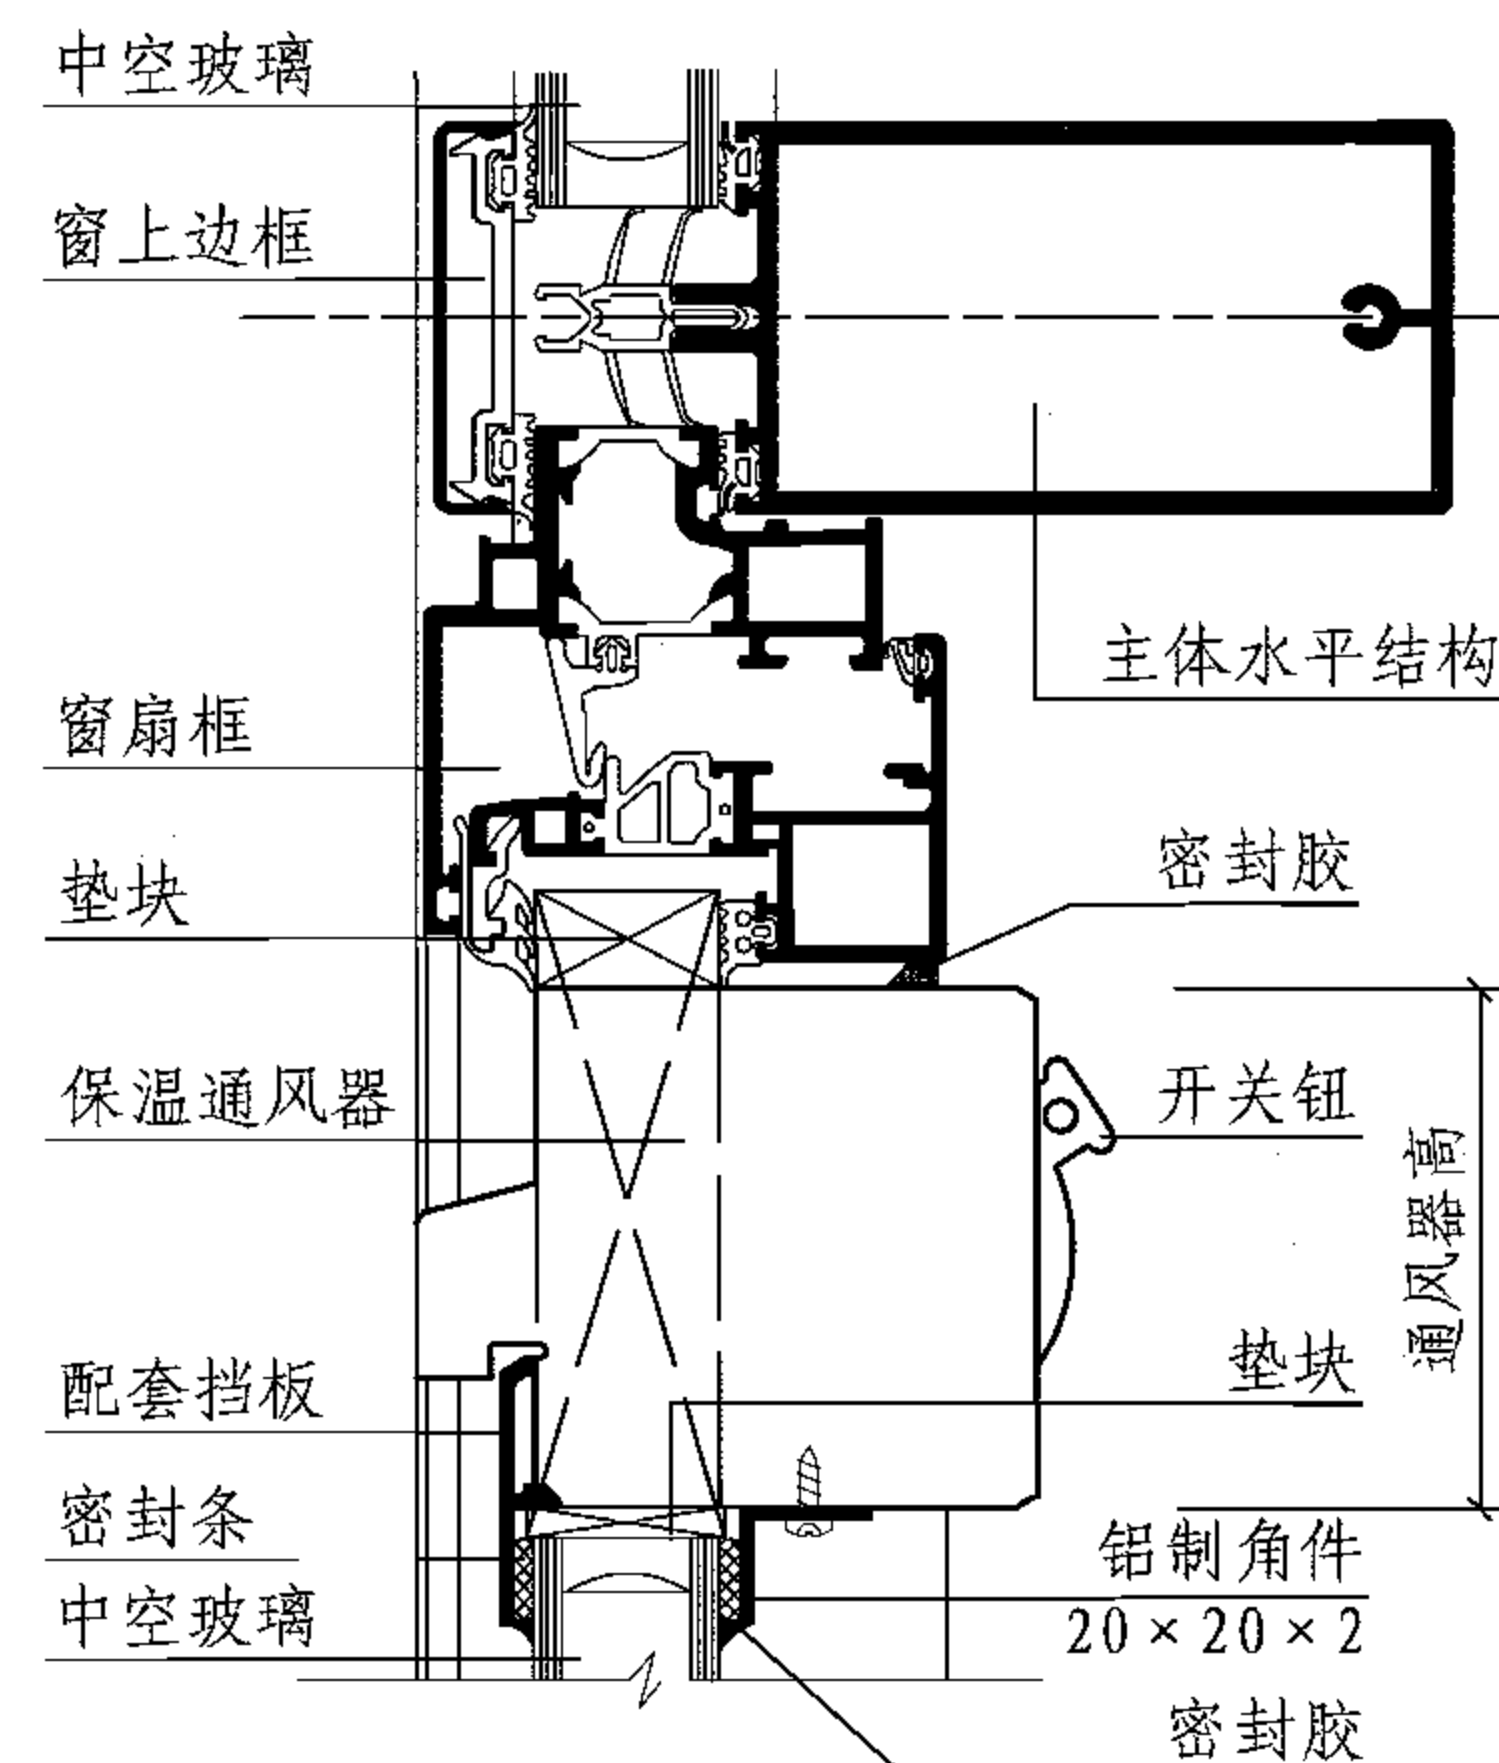 中空玻璃
窗上边框
主体水平结构
窗扇框
密封胶
垫块
保温通风器
开关钮
通风器高
垫块
配套挡板
密封条
铝制角件
20×20×2
中空玻璃
密封胶